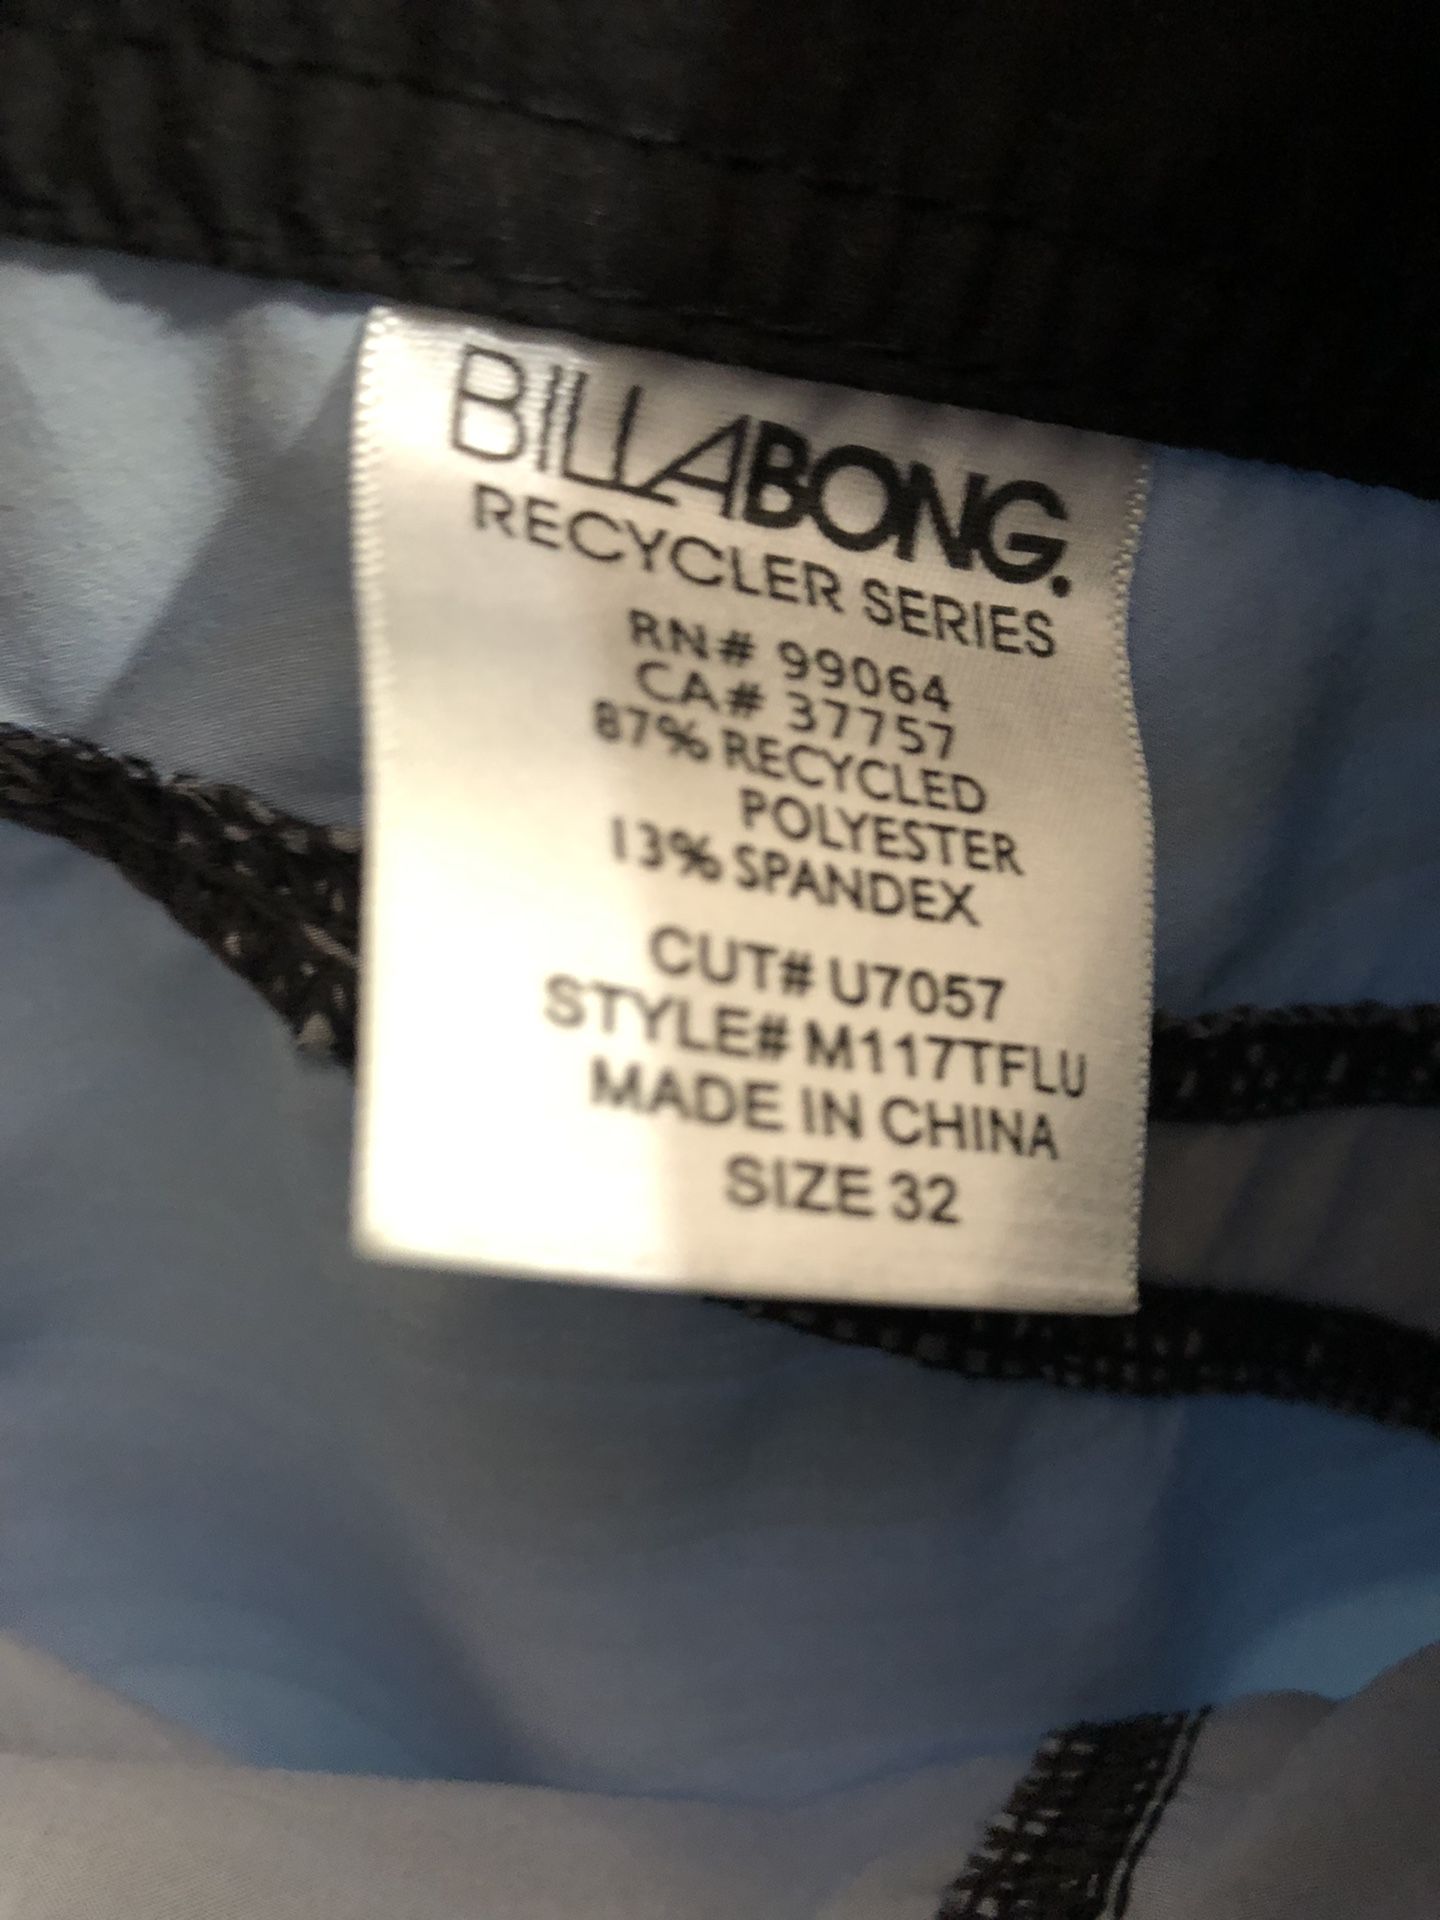 BILLABONG.
RECYCLER SERIES
RN# 99064
CA# 37757
87% RECYCLED
POLYESTER
13% SPANDEX
CUT# U7057
STYLE# M117TFLU
MADE IN CHINA
SIZE 32